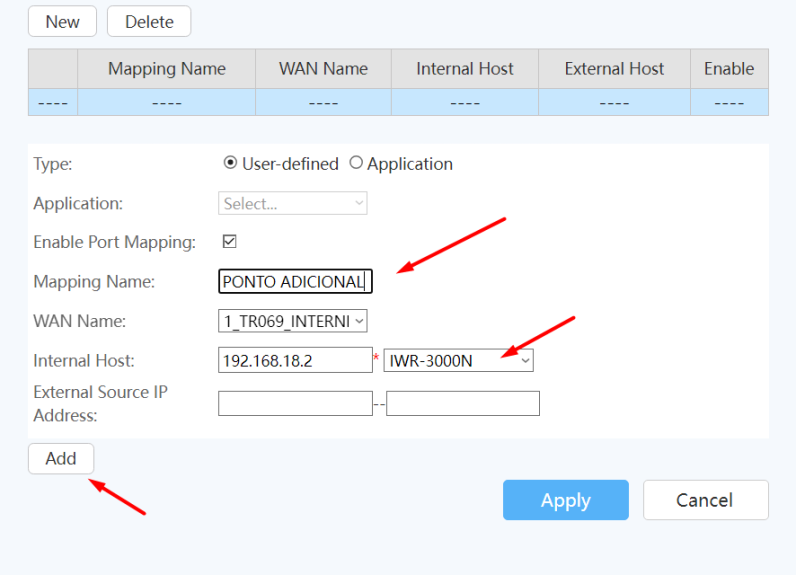 New Delete
Mapping Name WAN Name Internal Host External Host Enable
---- ---- ---- ---- ---- ----
Type: User-defined Application
Application: Select...
Enable Port Mapping:
Mapping Name: PONTO ADICIONAL
WAN Name: 1_TR069_INTERNI
Internal Host: 192.168.18.2 * IWR-3000N
External Source IP
Address: --
Add
Apply Cancel